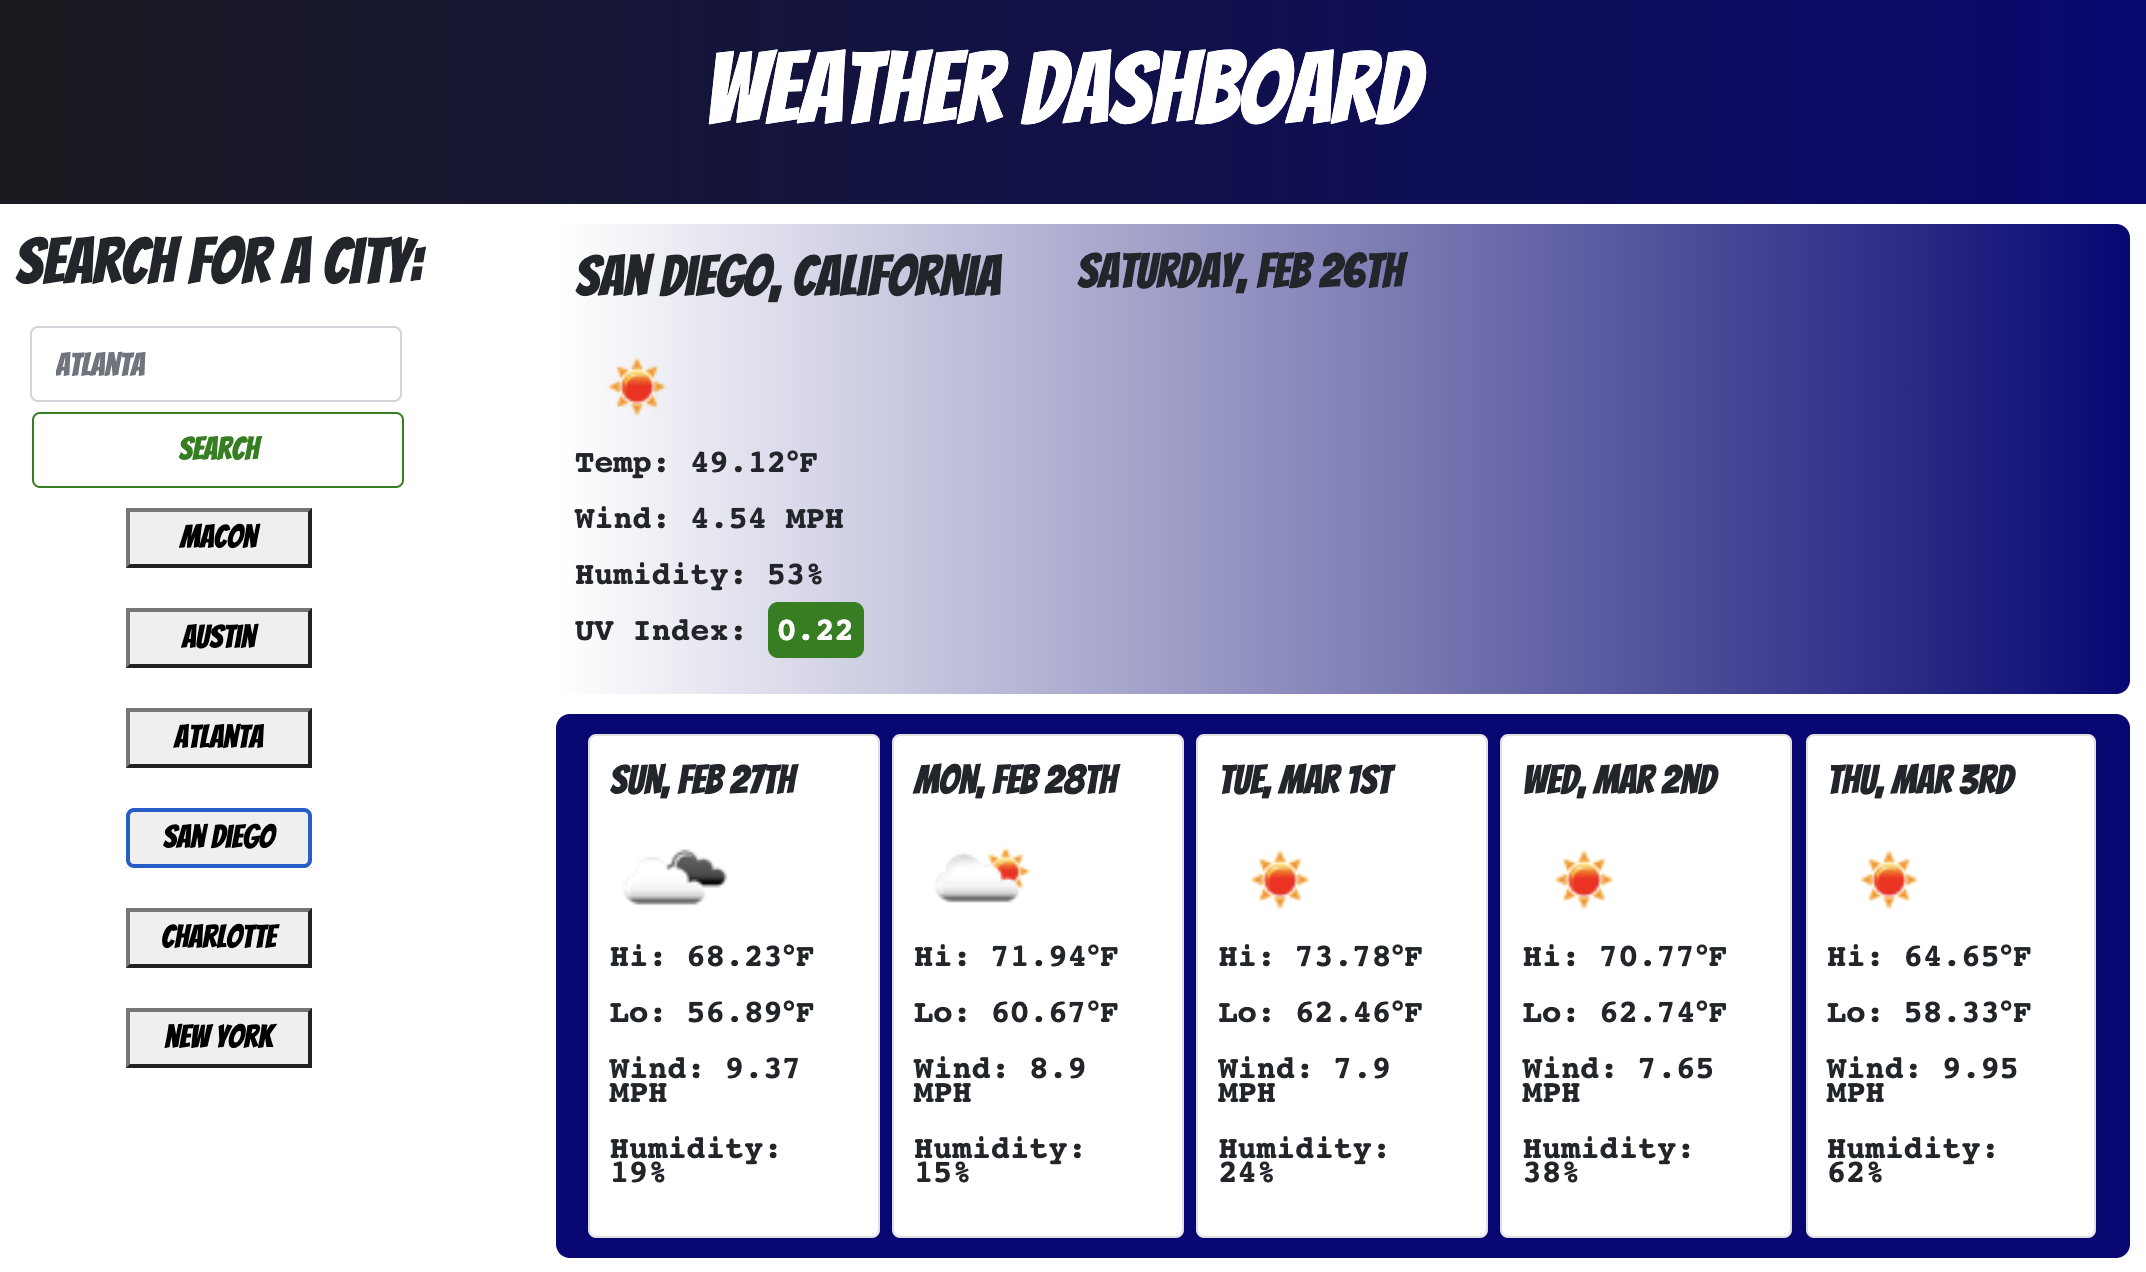 WEATHER DASHBOARD
SEARCH FOR A CITY:
ATLANTA
SEARCH
MACON
AUSTIN
ATLANTA
SAN DIEGO
CHARLOTTE
NEW YORK
SAN DIEGO, CALIFORNIA
SATURDAY, FEB 26TH
Temp: 49.12°F
Wind: 4.54 MPH
Humidity: 53%
UV Index: 0.22
SUN, FEB 27TH
Hi: 68.23°F
Lo: 56.89°F
Wind: 9.37
MPH
Humidity:
19%
MON, FEB 28TH
Hi: 71.94°F
Lo: 60.67°F
Wind: 8.9
MPH
Humidity:
15%
TUE, MAR 1ST
Hi: 73.78°F
Lo: 62.46°F
Wind: 7.9
MPH
Humidity:
24%
WED, MAR 2ND
Hi: 70.77°F
Lo: 62.74°F
Wind: 7.65
MPH
Humidity:
38%
THU, MAR 3RD
Hi: 64.65°F
Lo: 58.33°F
Wind: 9.95
MPH
Humidity:
62%